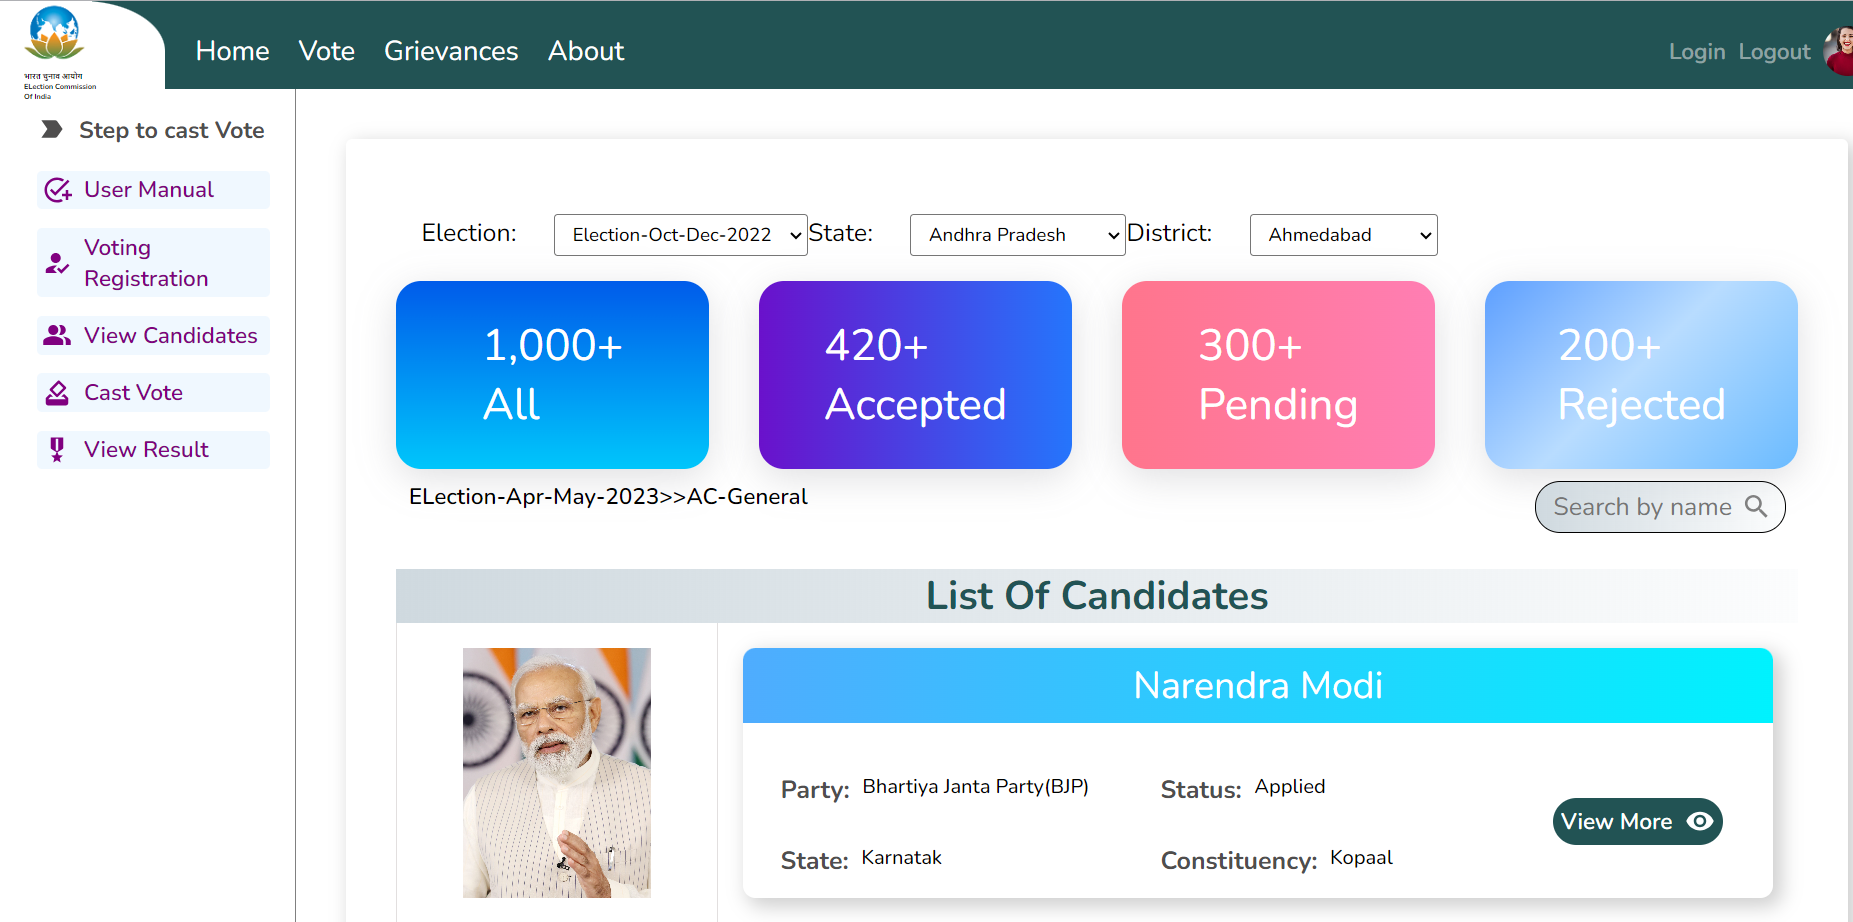 भारत चुनाव आयोग
ELection Commission
Of India
Home Vote Grievances About
Login Logout
Step to cast Vote
User Manual
Voting
Registration
View Candidates
Cast Vote
View Result
Election: Election-Oct-Dec-2022 State: Andhra Pradesh District: Ahmedabad
1,000+
All
420+
Accepted
300+
Pending
200+
Rejected
ELection-Apr-May-2023>>AC-General
Search by name
List Of Candidates
Narendra Modi
Party: Bhartiya Janta Party(BJP) Status: Applied
View More
State: Karnatak Constituency: Kopaal